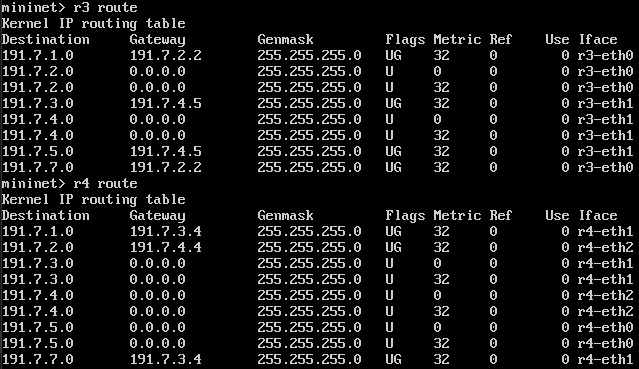 mininet> r3 route
Kernel IP routing table
Destination     Gateway         Genmask         Flags Metric Ref    Use Iface
191.7.1.0       191.7.2.2       255.255.255.0   UG    32     0        0 r3-eth0
191.7.2.0       0.0.0.0         255.255.255.0   U     0      0        0 r3-eth0
191.7.2.0       0.0.0.0         255.255.255.0   U     32     0        0 r3-eth0
191.7.3.0       191.7.4.5       255.255.255.0   UG    32     0        0 r3-eth1
191.7.4.0       0.0.0.0         255.255.255.0   U     0      0        0 r3-eth1
191.7.4.0       0.0.0.0         255.255.255.0   U     32     0        0 r3-eth1
191.7.5.0       191.7.4.5       255.255.255.0   UG    32     0        0 r3-eth1
191.7.7.0       191.7.2.2       255.255.255.0   UG    32     0        0 r3-eth0
mininet> r4 route
Kernel IP routing table
Destination     Gateway         Genmask         Flags Metric Ref    Use Iface
191.7.1.0       191.7.3.4       255.255.255.0   UG    32     0        0 r4-eth1
191.7.2.0       191.7.4.4       255.255.255.0   UG    32     0        0 r4-eth2
191.7.3.0       0.0.0.0         255.255.255.0   U     0      0        0 r4-eth1
191.7.3.0       0.0.0.0         255.255.255.0   U     32     0        0 r4-eth1
191.7.4.0       0.0.0.0         255.255.255.0   U     0      0        0 r4-eth2
191.7.4.0       0.0.0.0         255.255.255.0   U     32     0        0 r4-eth2
191.7.5.0       0.0.0.0         255.255.255.0   U     0      0        0 r4-eth0
191.7.5.0       0.0.0.0         255.255.255.0   U     32     0        0 r4-eth0
191.7.7.0       191.7.3.4       255.255.255.0   UG    32     0        0 r4-eth1